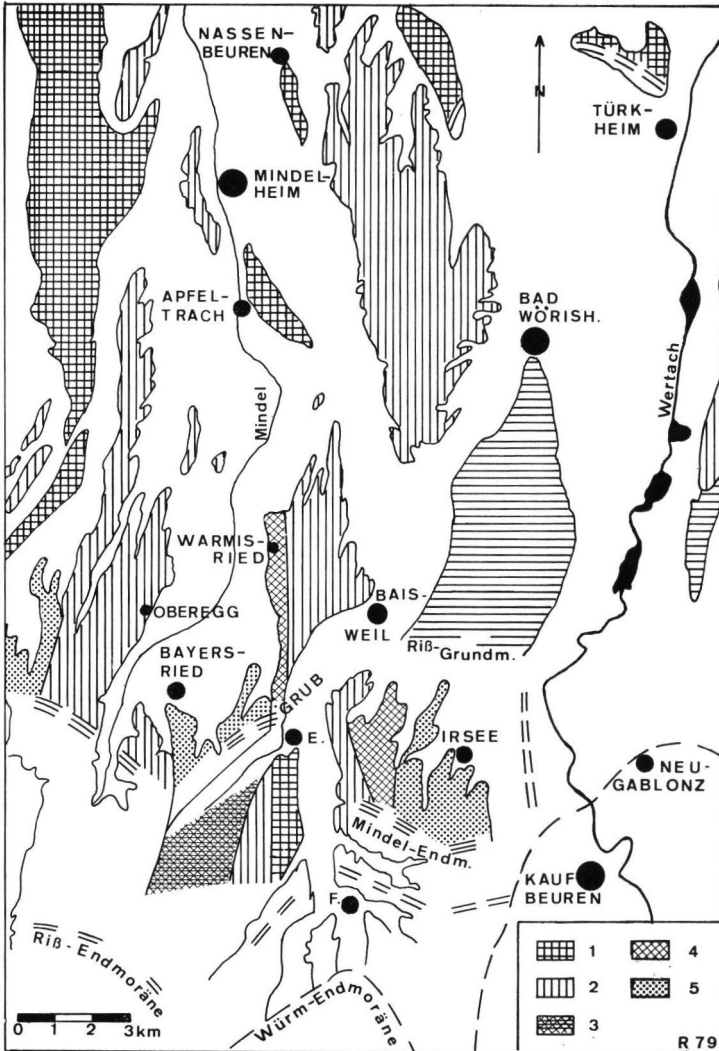 NASSEN-
BEUREN
N
TÜRK-
HEIM
MINDEL-
HEIM
APFEL-
TRACH
BAD
WÖRISH.
Mindel
Wertach
WARMIS-
RIED
BAIS-
WEIL
OBEREGG
Riß-Grundm.
BAYERS-
RIED
GRUB
E.
IRSEE
NEU-
GABLONZ
Mindel-Endm.
KAUF
BEUREN
F.
Riß-Endmoräne
Würm-Endmoräne
1
4
2
5
3
0 1 2 3km
R 79